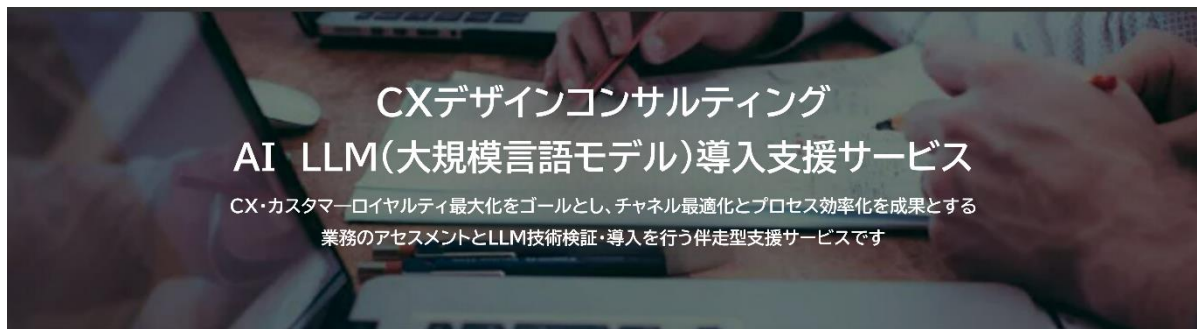 CXデザインコンサルティング
AI LLM(大規模言語モデル)導入支援サービス
CX・カスタマーロイヤルティ最大化をゴールとし、チャネル最適化とプロセス効率化を成果とする
業務のアセスメントとLLM技術検証・導入を行う伴走型支援サービスです